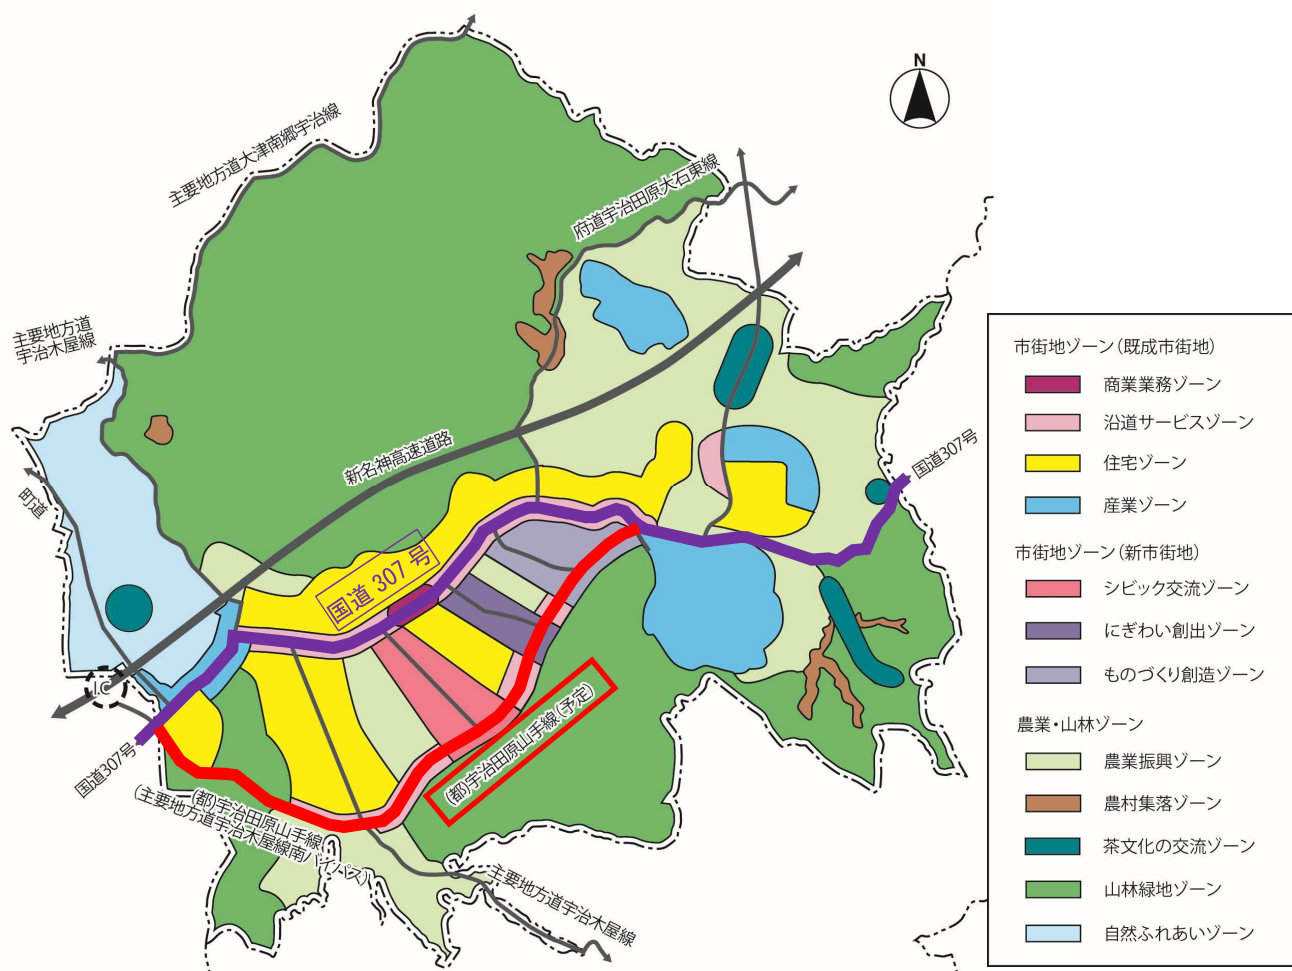 N
主要地方道大津南郷宇治線
府道宇治田原大石東線
主要地方道
宇治木屋線
新名神高速道路
国道307号
町道
国道 307 号
I.C
国道307号
(都)宇治田原山手線(予定)
(都)宇治田原山手線
(主要地方道宇治木屋線南バイパス)
主要地方道宇治木屋線
市街地ゾーン(既成市街地)
商業業務ゾーン
沿道サービスゾーン
住宅ゾーン
産業ゾーン
市街地ゾーン(新市街地)
シビック交流ゾーン
にぎわい創出ゾーン
ものづくり創造ゾーン
農業・山林ゾーン
農業振興ゾーン
農村集落ゾーン
茶文化の交流ゾーン
山林緑地ゾーン
自然ふれあいゾーン